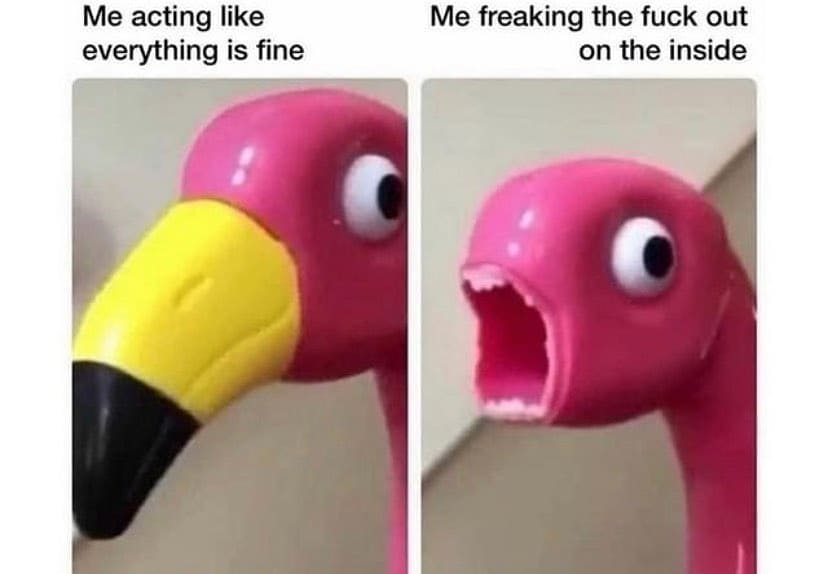 Me acting like
everything is fine
Me freaking the fuck out
on the inside